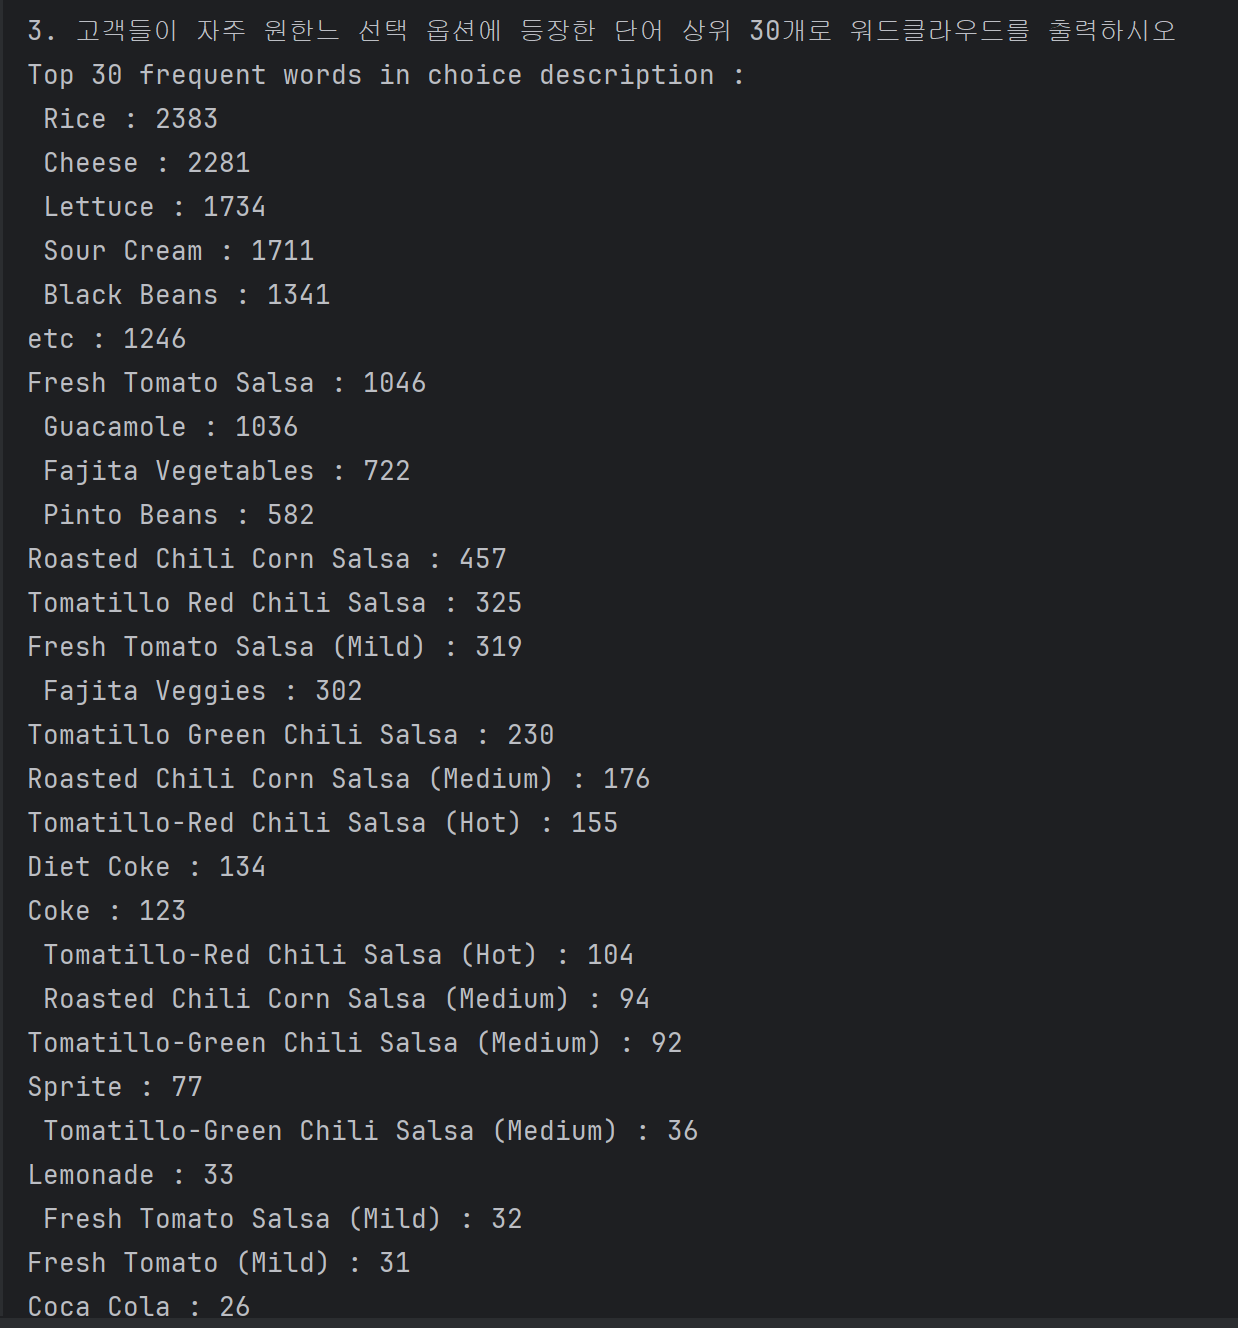 3. 고객들이 자주 원한느 선택 옵션에 등장한 단어 상위 30개로 워드클라우드를 출력하시오
Top 30 frequent words in choice description :
 Rice : 2383
 Cheese : 2281
 Lettuce : 1734
 Sour Cream : 1711
 Black Beans : 1341
etc : 1246
Fresh Tomato Salsa : 1046
 Guacamole : 1036
 Fajita Vegetables : 722
 Pinto Beans : 582
Roasted Chili Corn Salsa : 457
Tomatillo Red Chili Salsa : 325
Fresh Tomato Salsa (Mild) : 319
 Fajita Veggies : 302
Tomatillo Green Chili Salsa : 230
Roasted Chili Corn Salsa (Medium) : 176
Tomatillo-Red Chili Salsa (Hot) : 155
Diet Coke : 134
Coke : 123
 Tomatillo-Red Chili Salsa (Hot) : 104
 Roasted Chili Corn Salsa (Medium) : 94
Tomatillo-Green Chili Salsa (Medium) : 92
Sprite : 77
 Tomatillo-Green Chili Salsa (Medium) : 36
Lemonade : 33
 Fresh Tomato Salsa (Mild) : 32
Fresh Tomato (Mild) : 31
Coca Cola : 26